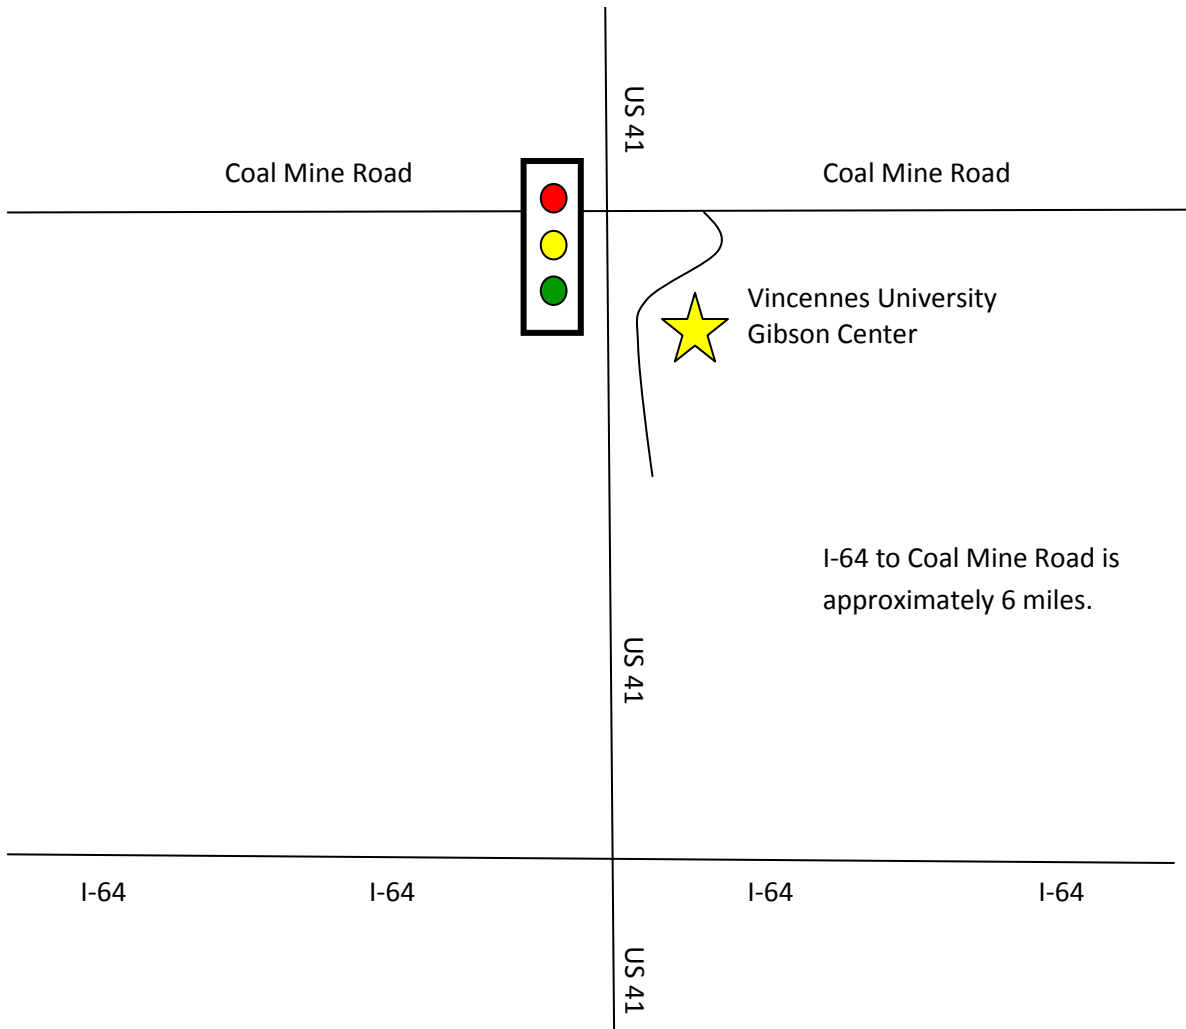 US 41
Coal Mine Road
Coal Mine Road
Vincennes University
Gibson Center
I-64 to Coal Mine Road is
approximately 6 miles.
US 41
I-64
I-64
I-64
I-64
US 41